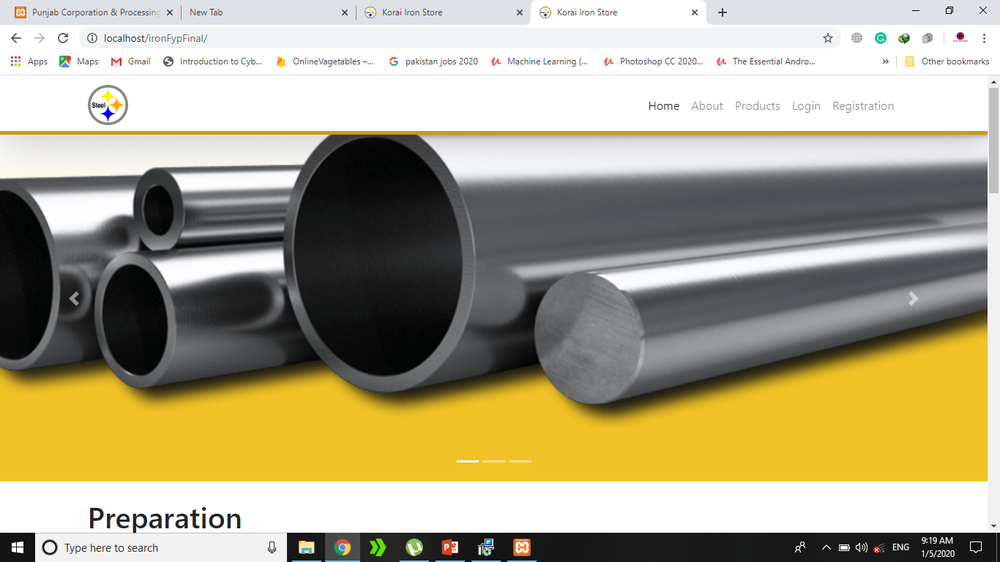 Punjab Corporation & Processing
New Tab
Korai Iron Store
Korai Iron Store
localhost/ironFypFinal/
Apps
Maps
Gmail
Introduction to Cyb...
OnlineVagetables –...
pakistan jobs 2020
Machine Learning (...
Photoshop CC 2020...
The Essential Andro...
»
Other bookmarks
Steel
Home
About
Products
Login
Registration
Preparation
Type here to search
ENG
9:19 AM
1/5/2020